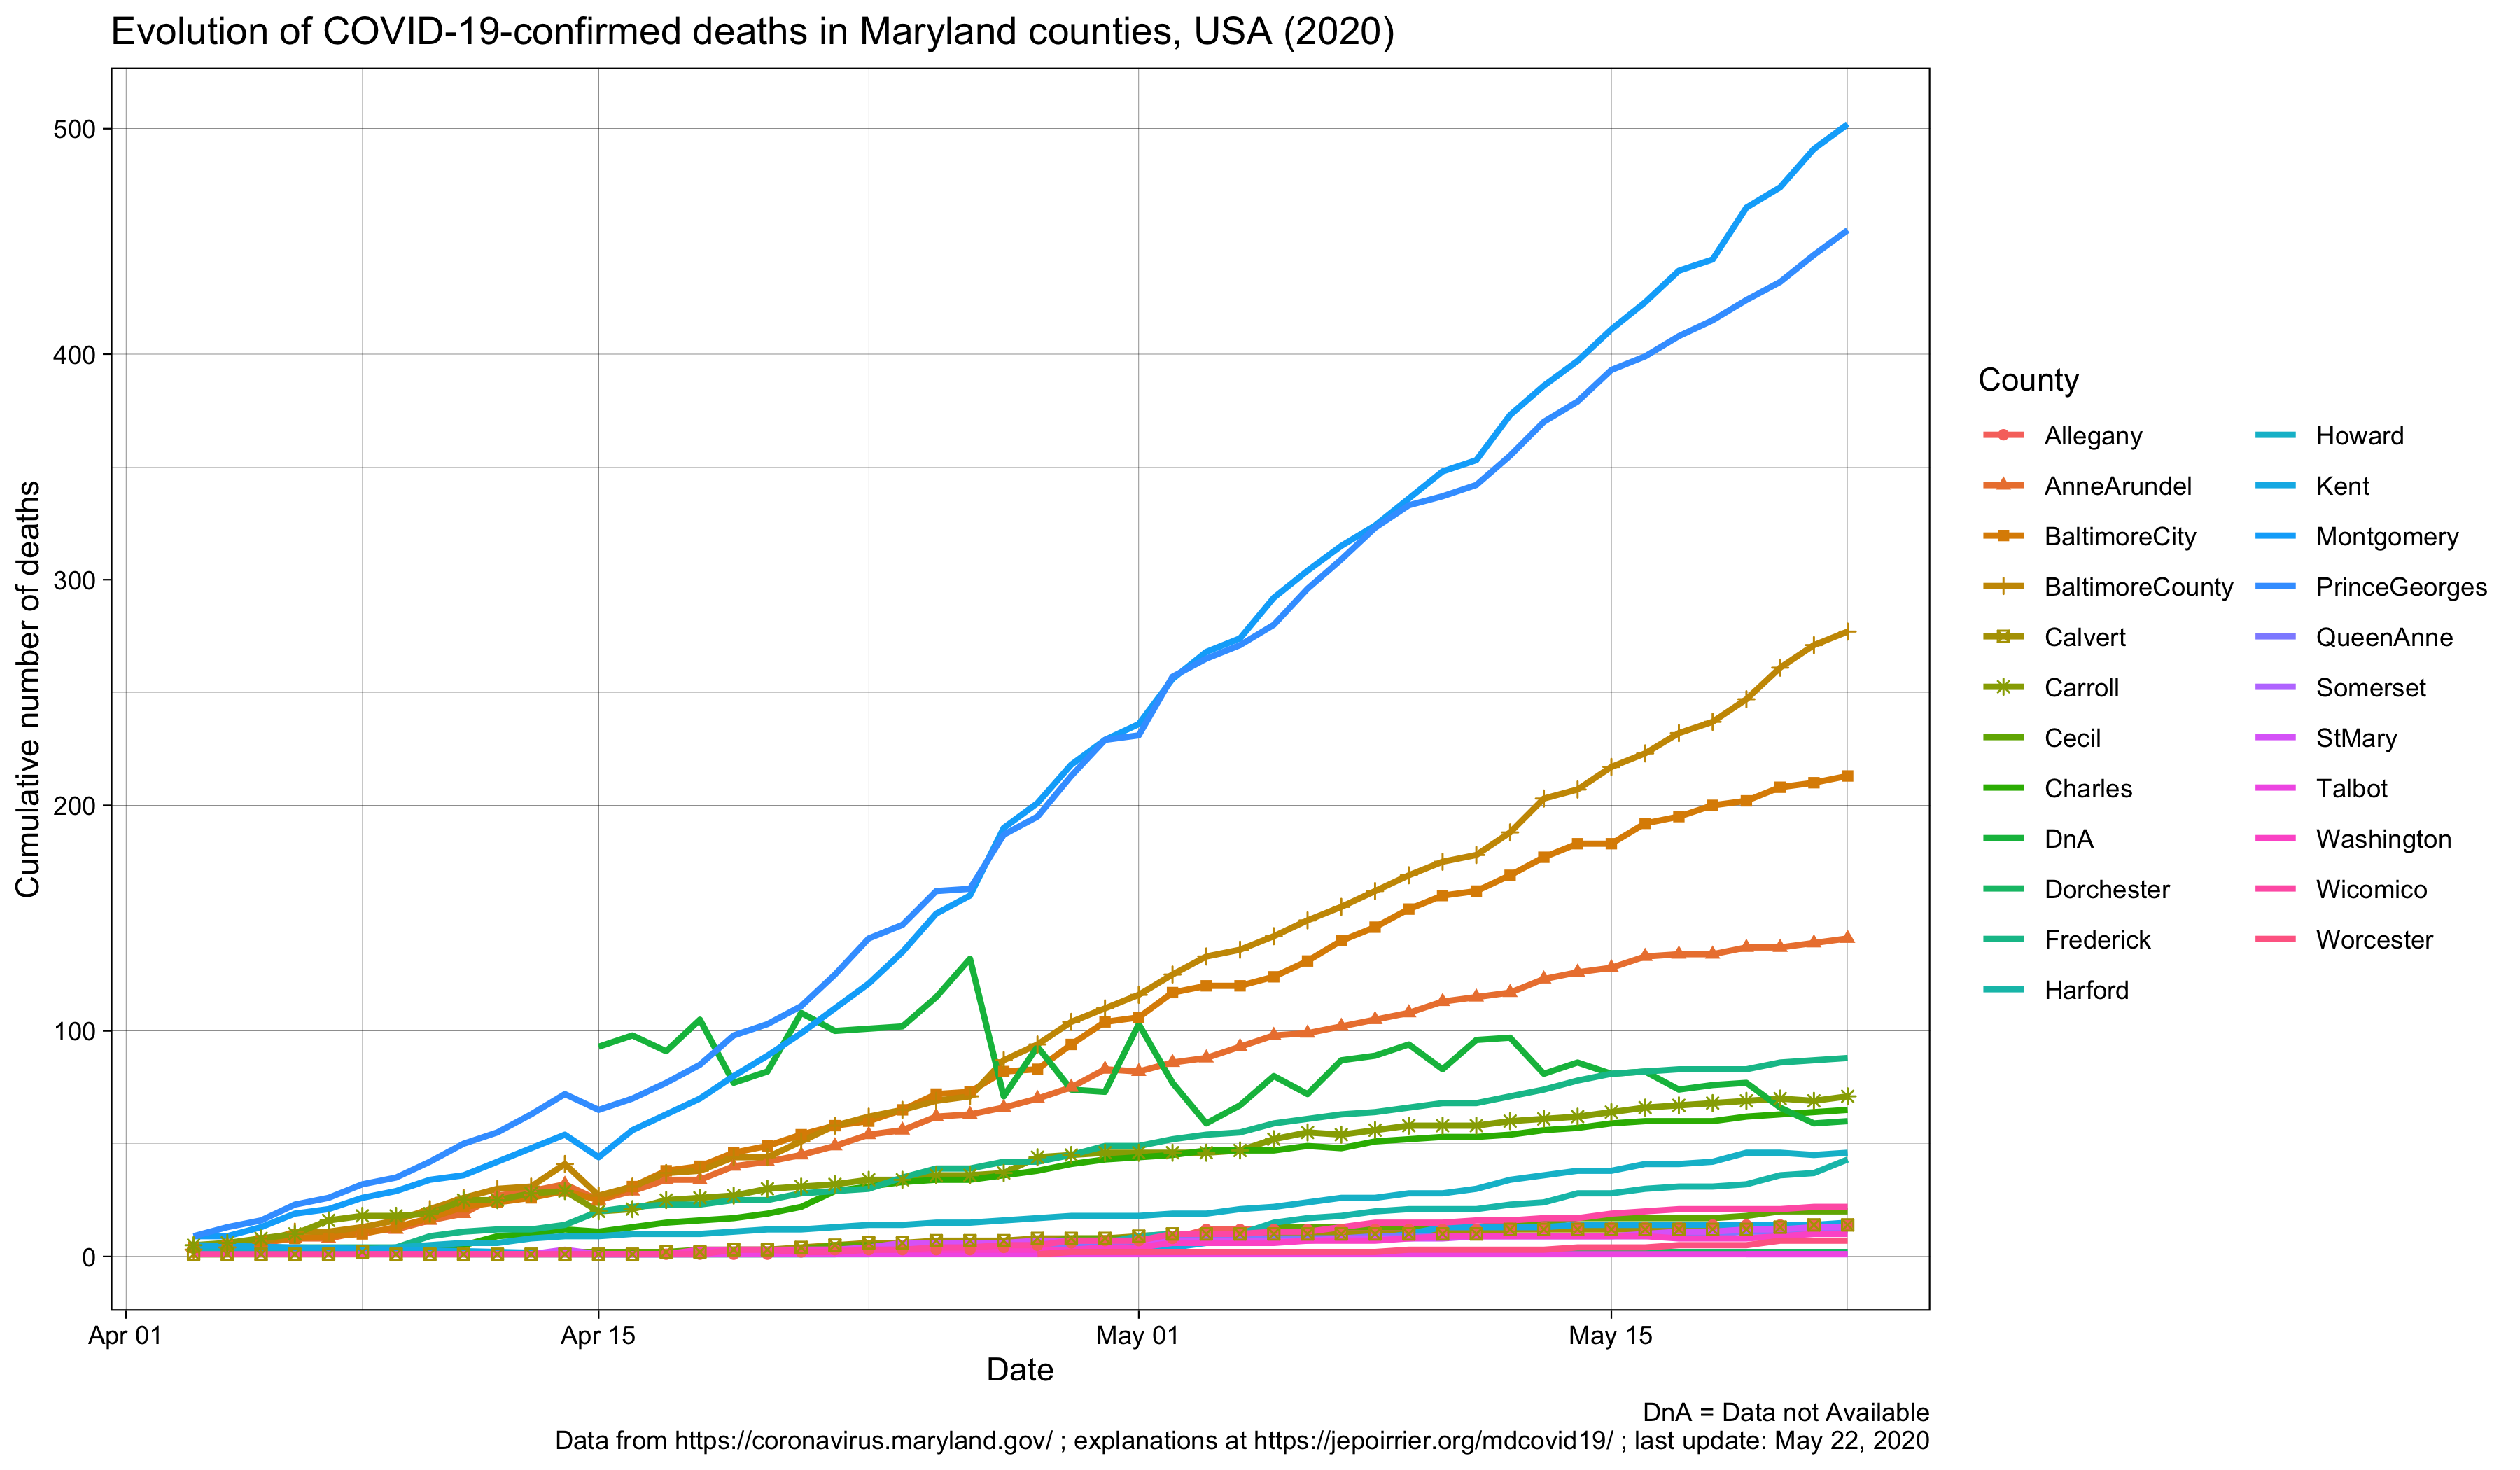 Evolution of COVID-19-confirmed deaths in Maryland counties, USA (2020)
Cumulative number of deaths
500
400
300
200
100
0
Apr 01
Apr 15
May 01
May 15
Date
County
Allegany
AnneArundel
BaltimoreCity
BaltimoreCounty
Calvert
Carroll
Cecil
Charles
DnA
Dorchester
Frederick
Harford
Howard
Kent
Montgomery
PrinceGeorges
QueenAnne
Somerset
StMary
Talbot
Washington
Wicomico
Worcester
DnA = Data not Available
Data from https://coronavirus.maryland.gov/ ; explanations at https://jepoirrier.org/mdcovid19/ ; last update: May 22, 2020